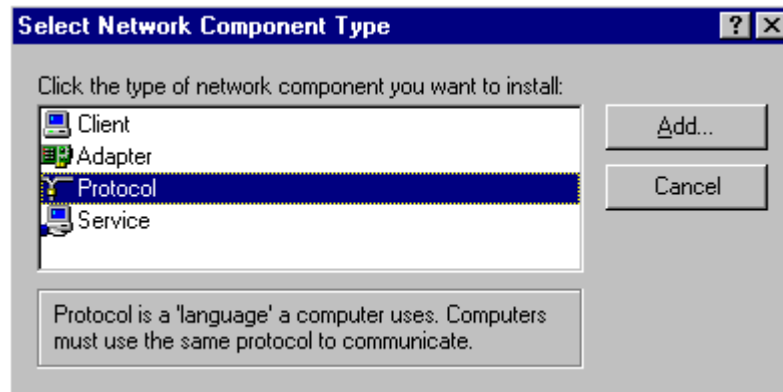 Select Network Component Type
Click the type of network component you want to install:
Client
Adapter
Protocol
Service
Add...
Cancel
Protocol is a 'language' a computer uses. Computers
must use the same protocol to communicate.